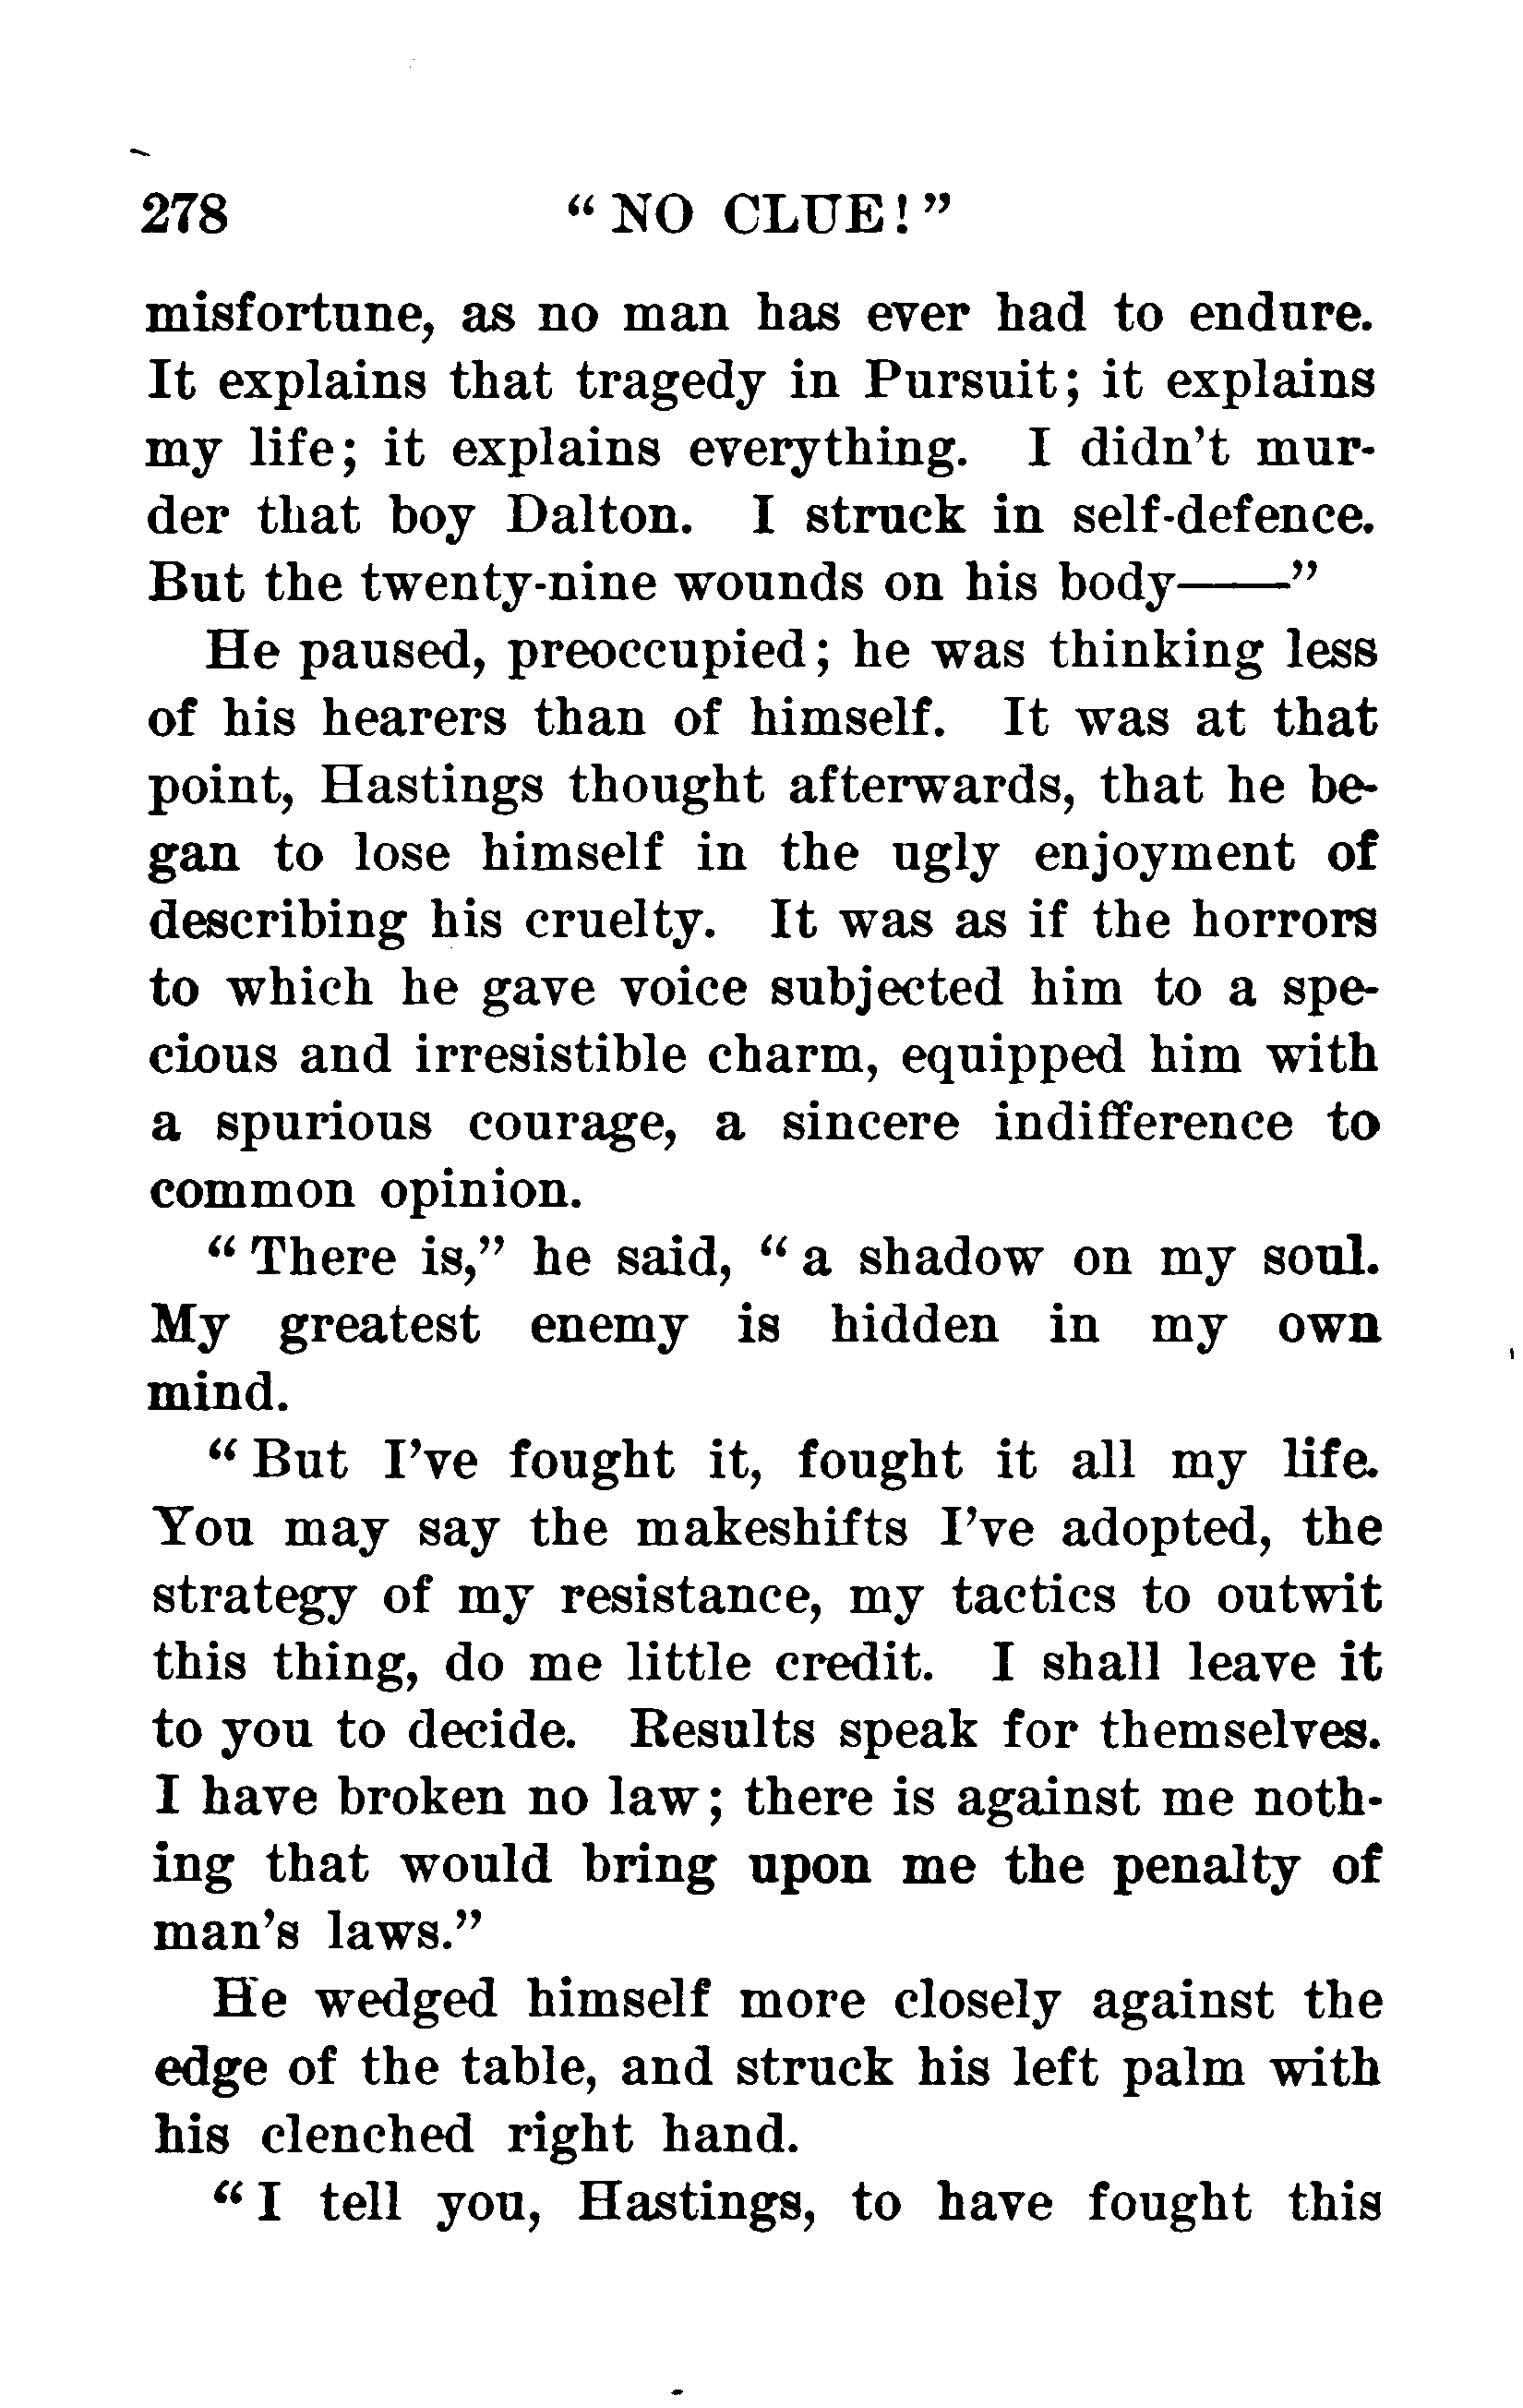 278 “ NO CLUE! ”
misfortune, as no man has ever had to endure.
It explains that tragedy in Pursuit; it explains
my life; it explains everything. I didn’t mur-
der that boy Dalton. I struck in self-defence.
But the twenty-nine wounds on his body——”
He paused, preoccupied; he was thinking less
of his hearers than of himself. It was at that
point, Hastings thought afterwards, that he be-
gan to lose himself in the ugly enjoyment of
describing his cruelty. It was as if the horrors
to which he gave voice subjected him to a spe-
cious and irresistible charm, equipped him with
a spurious courage, a sincere indifference to
common opinion.
“ There is,” he said, “ a shadow on my soul.
My greatest enemy is hidden in my own
mind.
“ But I’ve fought it, fought it all my life.
You may say the makeshifts I’ve adopted, the
strategy of my resistance, my tactics to outwit
this thing, do me little credit. I shall leave it
to you to decide. Results speak for themselves.
I have broken no law; there is against me noth-
ing that would bring upon me the penalty of
man’s laws.”
He wedged himself more closely against the
edge of the table, and struck his left palm with
his clenched right hand.
“ I tell you, Hastings, to have fought this